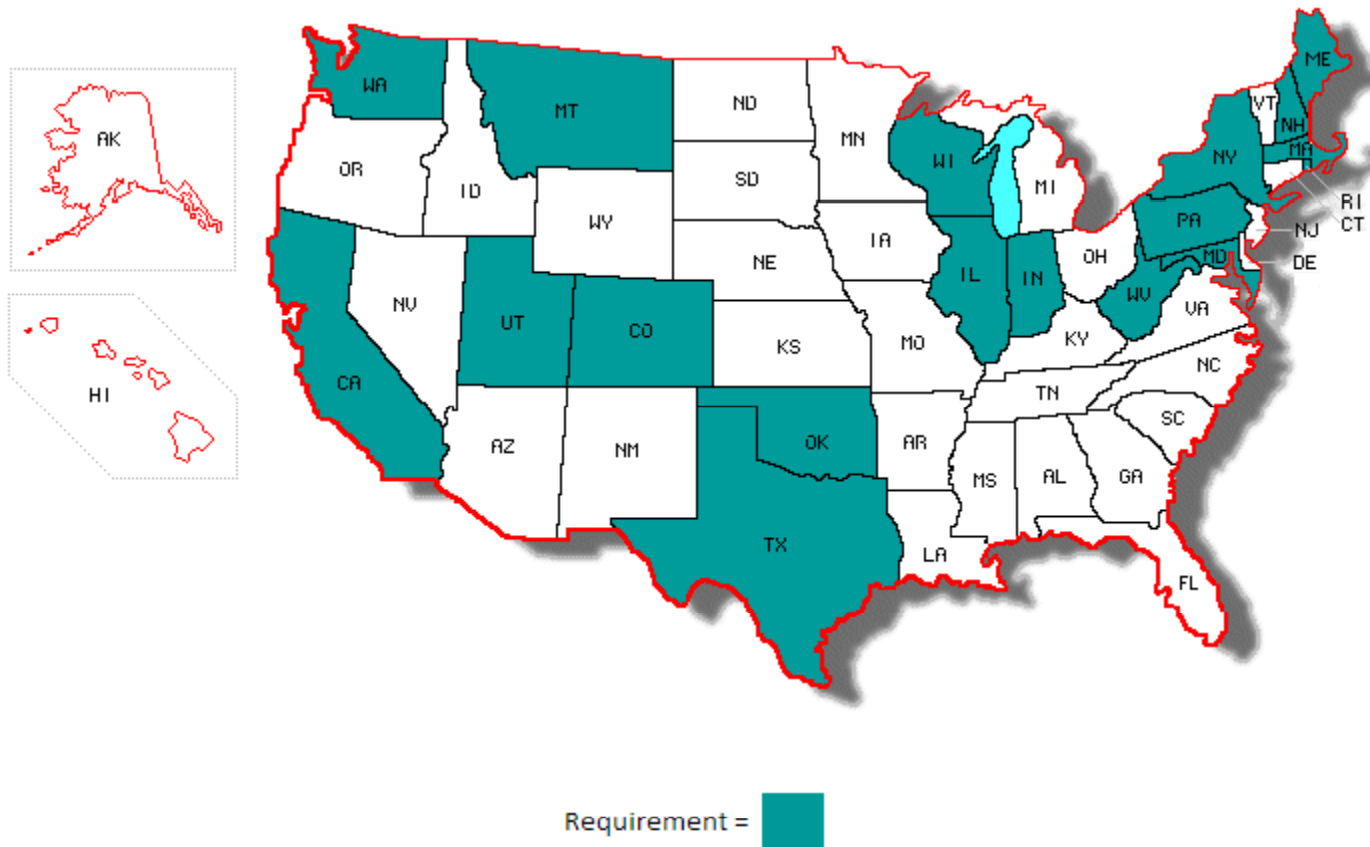 ME
WA
VT
MT
ND
AK
MN
NH
OR
WI
NY
MA
SD
ID
MI
RI
WY
PA
CT
NJ
IA
MD
OH
NE
DE
IL
IN
WV
NV
VA
UT
CO
KY
KS
MO
NC
CA
HI
TN
SC
AZ
OK
AR
NM
GA
AL
MS
TX
LA
FL
Requirement =